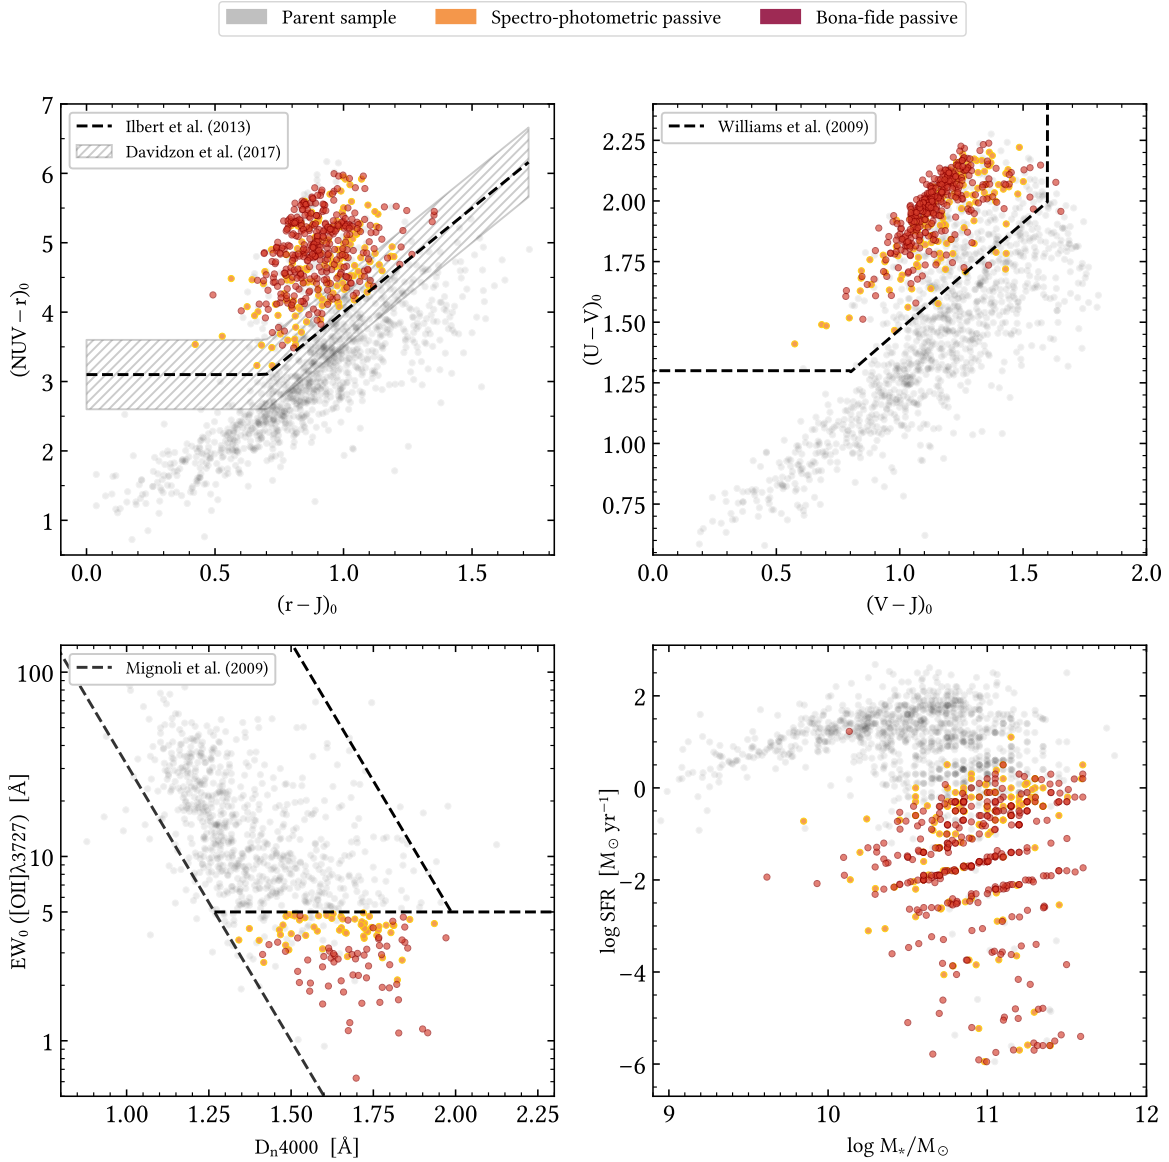 Parent sample Spectro-photometric passive Bona-fide passive
Ilbert et al. (2013)
Davidzon et al. (2017)
7
6
5
4
3
2
1
(NUV − r)₀
0.0 0.5 1.0 1.5
(r − J)₀
Williams et al. (2009)
2.25
2.00
1.75
1.50
1.25
1.00
0.75
(U − V)₀
0.0 0.5 1.0 1.5 2.0
(V − J)₀
Mignoli et al. (2009)
100
10
5
1
EW₀ ([OII]λ3727) [Å]
1.00 1.25 1.50 1.75 2.00 2.25
Dₙ4000 [Å]
2
0
−2
−4
−6
log SFR [M⊙ yr⁻¹]
9 10 11 12
log M*/M⊙